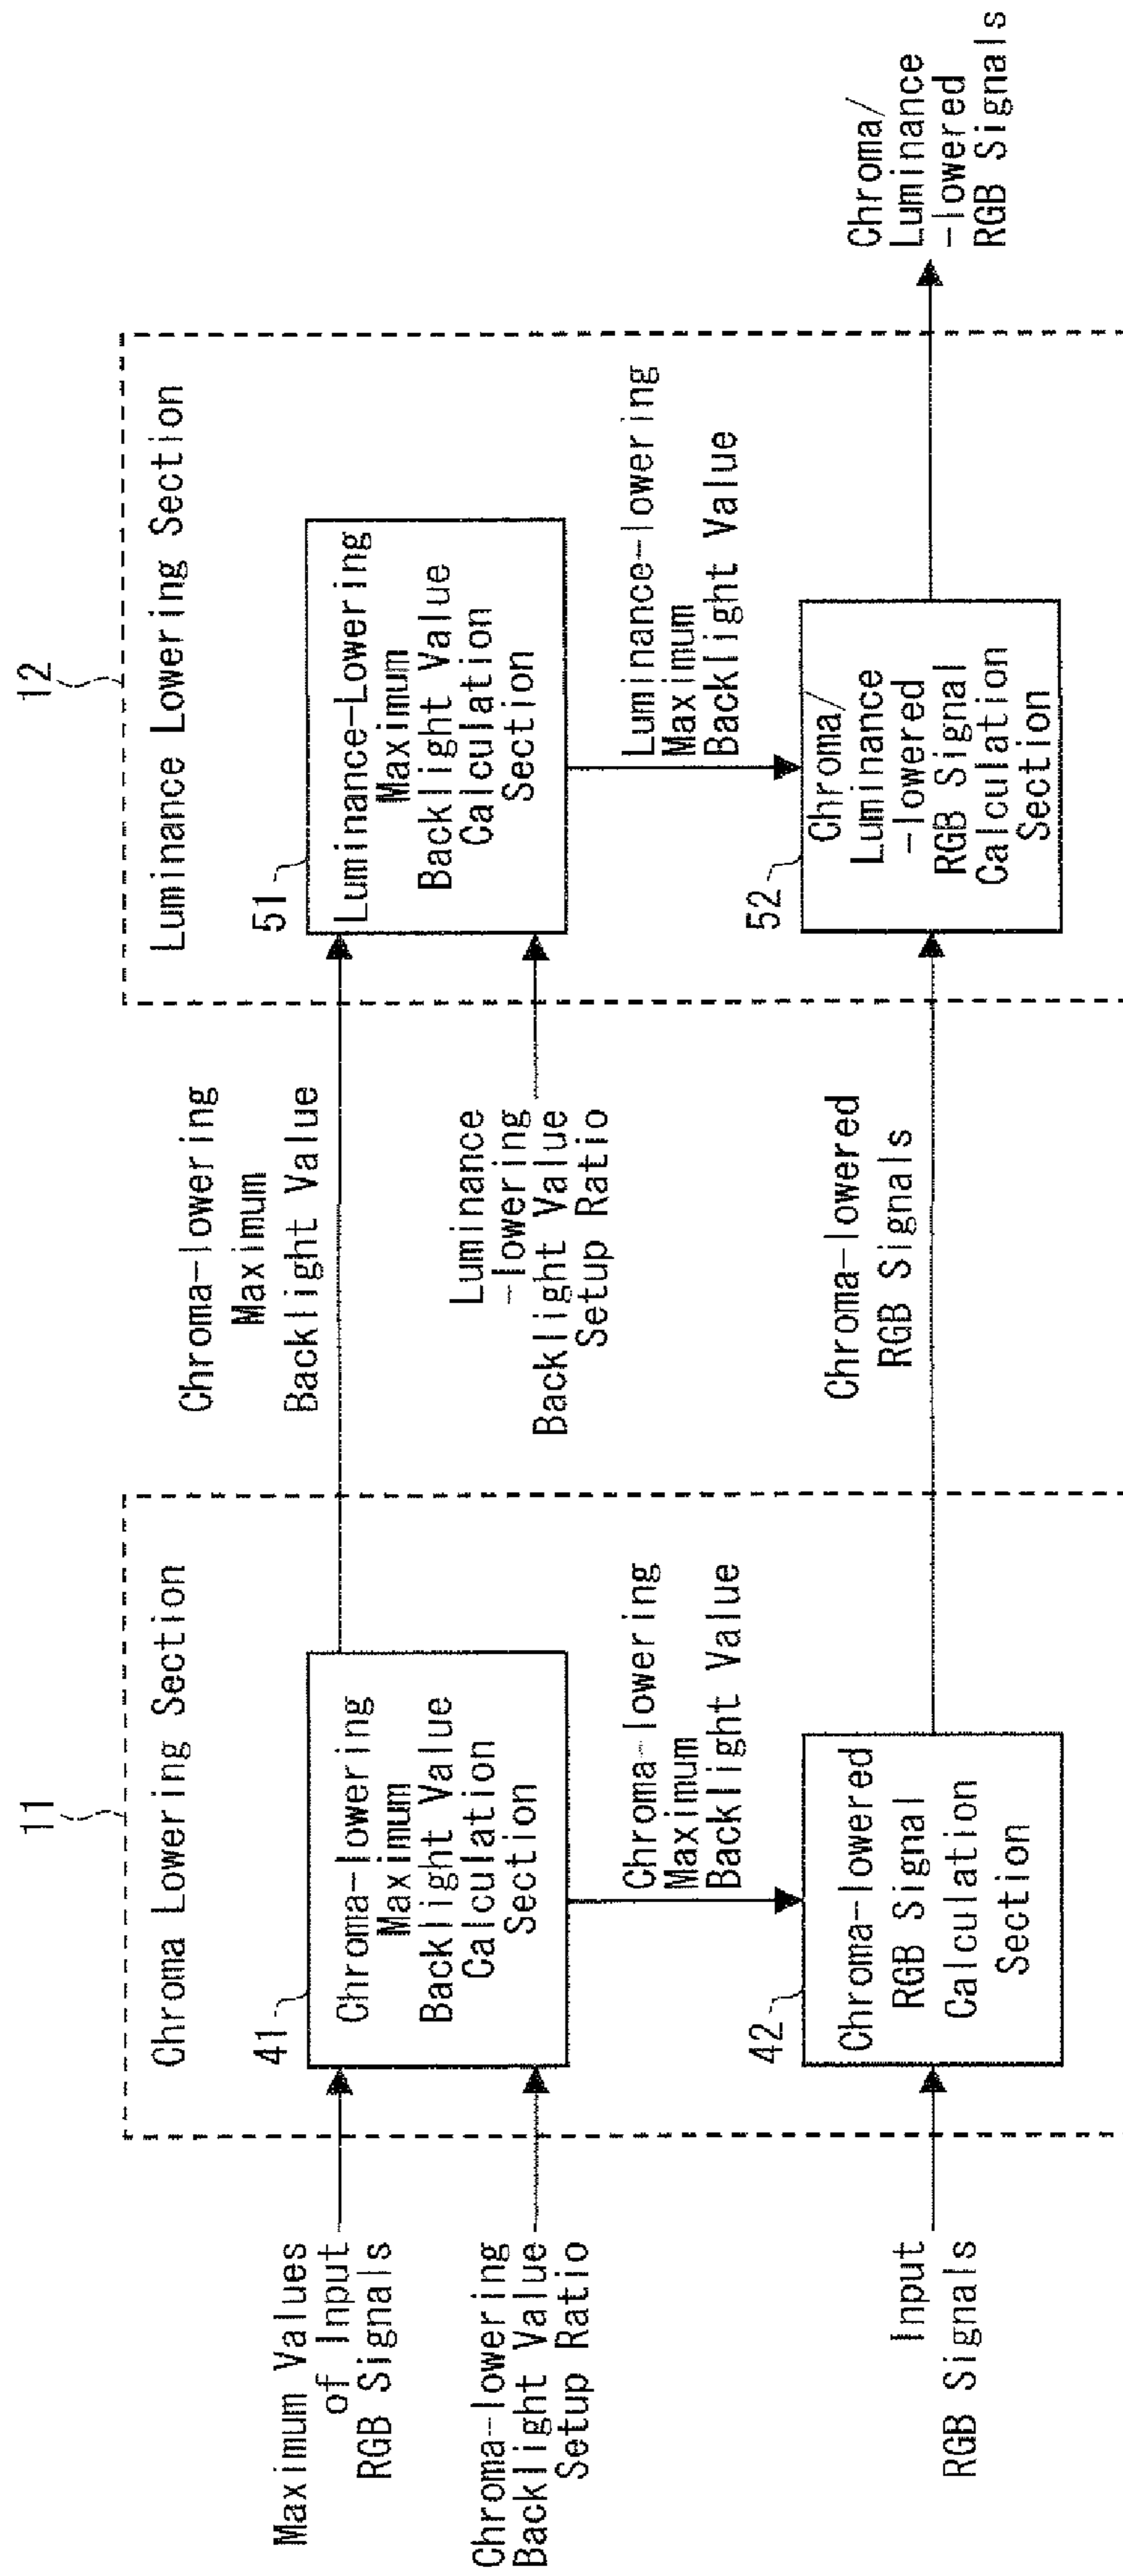 11
Chroma Lowering Section
Maximum Values
of Input
RGB Signals
Chroma-lowering
Backlight Value
Setup Ratio
41
Chroma-lowering
Maximum
Backlight Value
Calculation
Section
Chroma-lowering
Maximum
Backlight Value
Input
RGB Signals
42
Chroma-lowered
RGB Signal
Calculation
Section
Chroma-lowering
Maximum
Backlight Value
Luminance
-lowering
Backlight Value
Setup Ratio
Chroma-lowered
RGB Signals
12
Luminance Lowering Section
51
Luminance-Lowering
Maximum
Backlight Value
Calculation
Section
Luminance-lowering
Maximum
Backlight Value
52
Chroma/
Luminance
-lowered
RGB Signal
Calculation
Section
Chroma/
Luminance
-lowered
RGB Signals